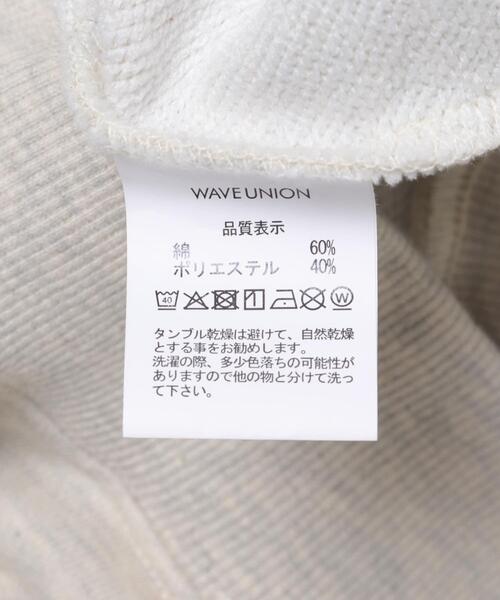 WAVEUNION
品質表示
綿 60%
ポリエステル 40%
40 W
タンブル乾燥は避けて、自然乾燥
とする事をお勧めします。
洗濯の際、多少色落ちの可能性が
ありますので他の物と分けて洗っ
て下さい。